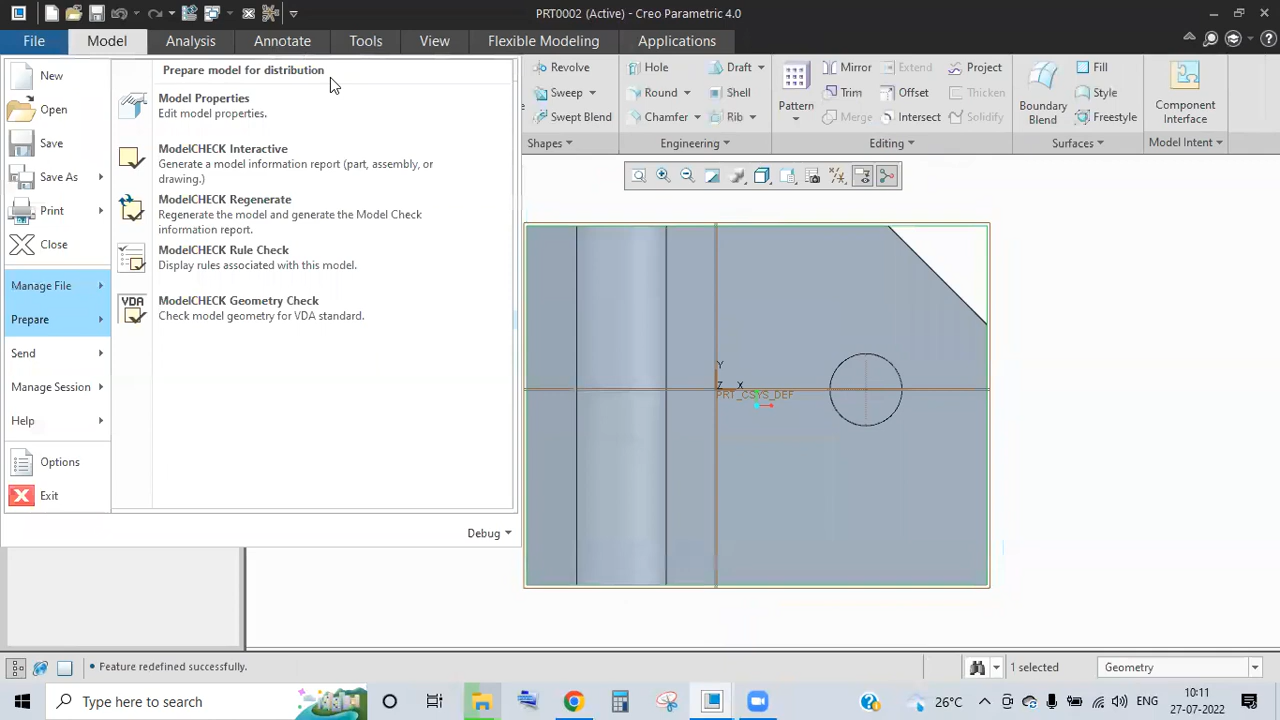 PRT0002 (Active) - Creo Parametric 4.0
File Model Analysis Annotate Tools View Flexible Modeling Applications
New
Open
Save
Save As
Print
Close
Manage File
Prepare
Send
Manage Session
Help
Options
Exit
Prepare model for distribution
Model Properties
Edit model properties.
ModelCHECK Interactive
Generate a model information report (part, assembly, or
drawing.)
ModelCHECK Regenerate
Regenerate the model and generate the Model Check
information report.
ModelCHECK Rule Check
Display rules associated with this model.
VDA
ModelCHECK Geometry Check
Check model geometry for VDA standard.
Debug
Revolve Hole Draft Mirror Extend Project Fill
Sweep Round Shell Trim Offset Thicken Style
Swept Blend Chamfer Rib Merge Intersect Solidify Freestyle
Pattern
Boundary
Blend
Component
Interface
Shapes Engineering Editing Surfaces Model Intent
Y
Z X
PRT_CSYS_DEF
• Feature redefined successfully.
1 selected
Geometry
Type here to search
26°C
ENG
10:11
27-07-2022